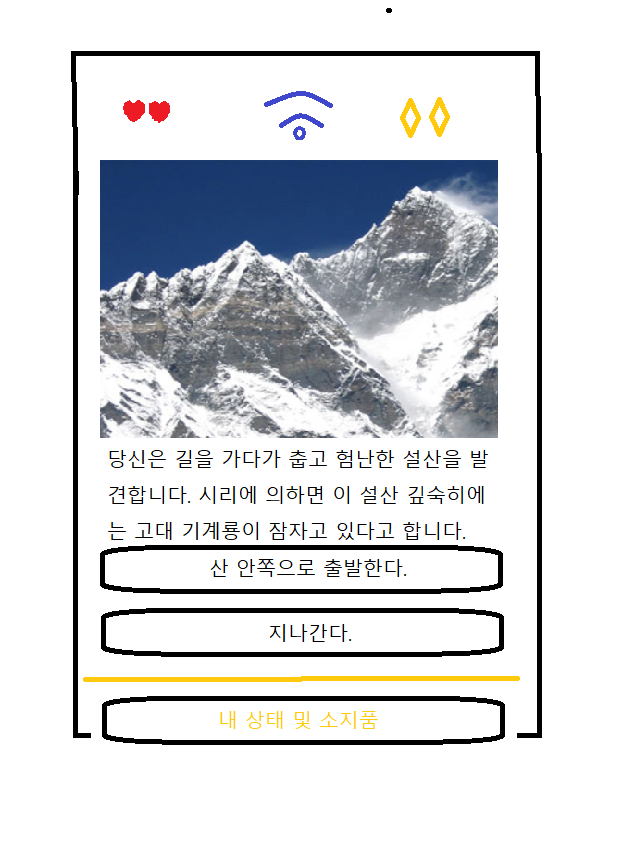 당신은 길을 가다가 춥고 험난한 설산을 발
견합니다. 시리에 의하면 이 설산 깊숙히에
는 고대 기계룡이 잠자고 있다고 합니다.
산 안쪽으로 출발한다.
지나간다.
내 상태 및 소지품